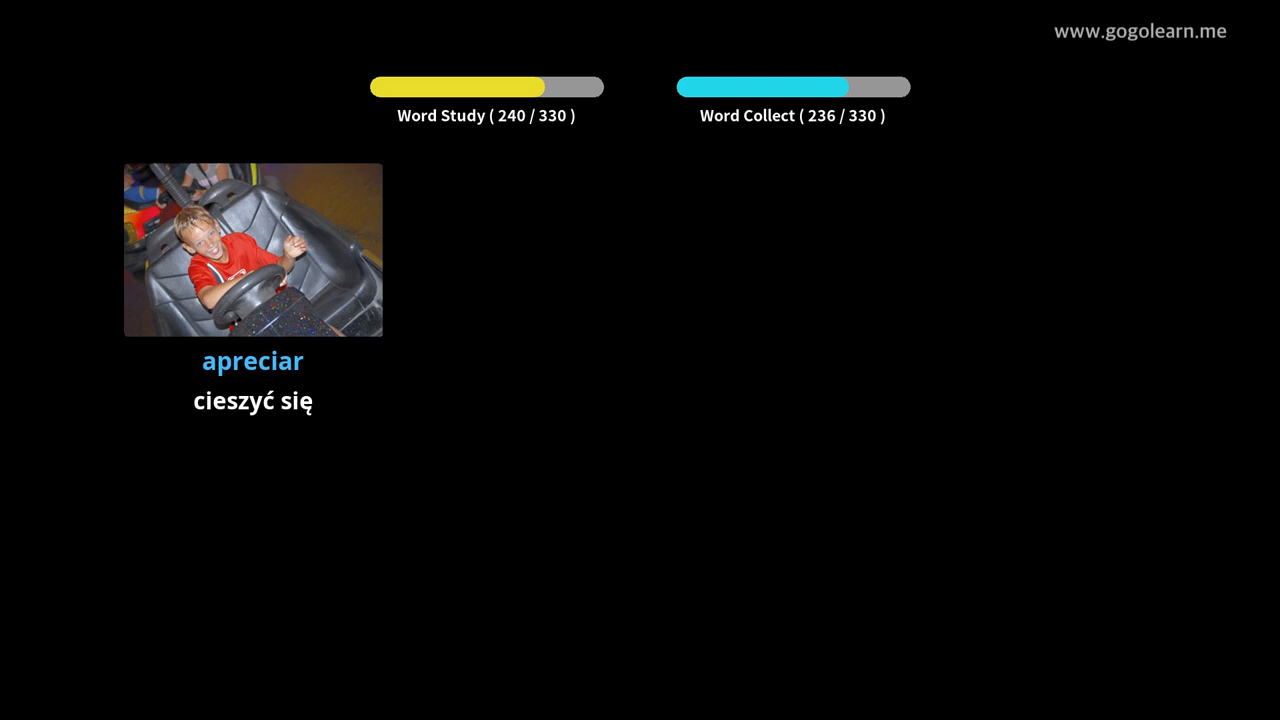 www.gogolearn.me
Word Study ( 240 / 330 )
Word Collect ( 236 / 330 )
apreciar
cieszyć się